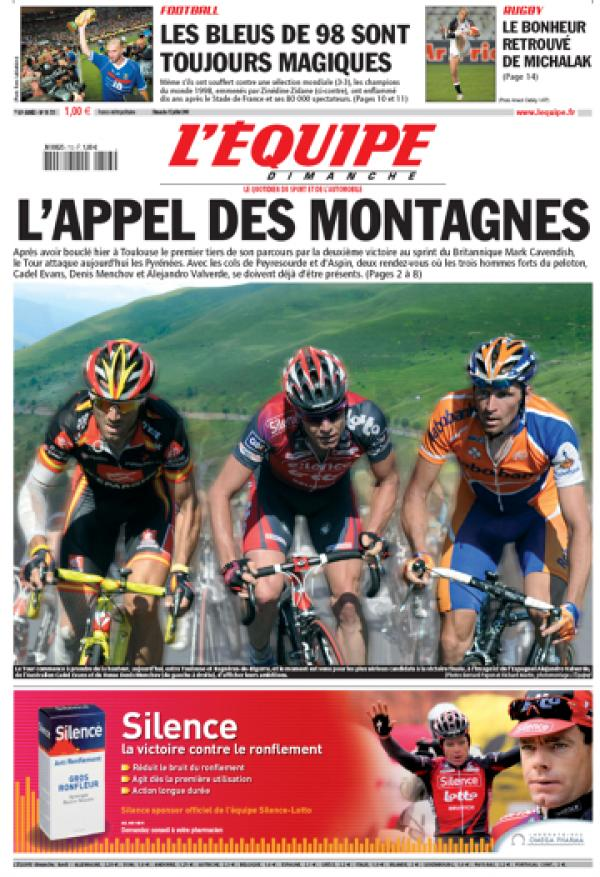 FOOTBALL
LES BLEUS DE 98 SONT
TOUJOURS MAGIQUES
Même s'ils ont souffert contre une sélection mondiale (3-3), les champions
du monde 1998, emmenés par Zinédine Zidane (ci-contre), ont enflammé
dix ans après le Stade de France et ses 80 000 spectateurs. (Pages 10 et 11)
RUGBY
LE BONHEUR
RETROUVÉ
DE MICHALAK
(Page 14)
1,00 €
France métropolitaine
www.lequipe.fr
L'ÉQUIPE
DIMANCHE
LE QUOTIDIEN DU SPORT ET DE L'AUTOMOBILE
L'APPEL DES MONTAGNES
Après avoir bouclé hier à Toulouse le premier tiers de son parcours par la deuxième victoire au sprint du Britannique Mark Cavendish,
le Tour attaque aujourd'hui les Pyrénées. Avec les cols de Peyresourde et d'Aspin, deux rendez-vous où les trois hommes forts du peloton,
Cadel Evans, Denis Menchov et Alejandro Valverde, se doivent déjà d'être présents. (Pages 2 à 8)
Silence
Lotto
Rabobank
Silence
Anti Ronflement
GROS
RONFLEUR
Silence
la victoire contre le ronflement
Réduit le bruit du ronflement
Agit dès la première utilisation
Action longue durée
Silence sponsor officiel de l'équipe Silence-Lotto
Demandez conseil à votre pharmacien
Silence
Lotto
OMEGA PHARMA